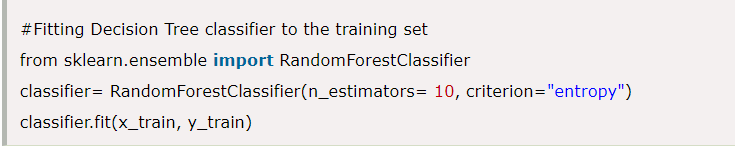 #Fitting Decision Tree classifier to the training set
from sklearn.ensemble import RandomForestClassifier
classifier= RandomForestClassifier(n_estimators= 10, criterion="entropy")
classifier.fit(x_train, y_train)